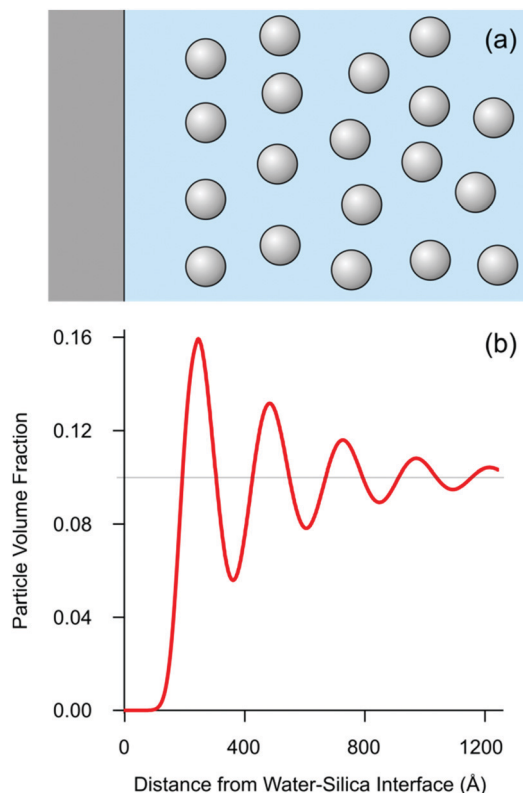 (a)
(b)
0.16
0.12
0.08
0.04
0.00
Particle Volume Fraction
0 400 800 1200
Distance from Water-Silica Interface (Å)